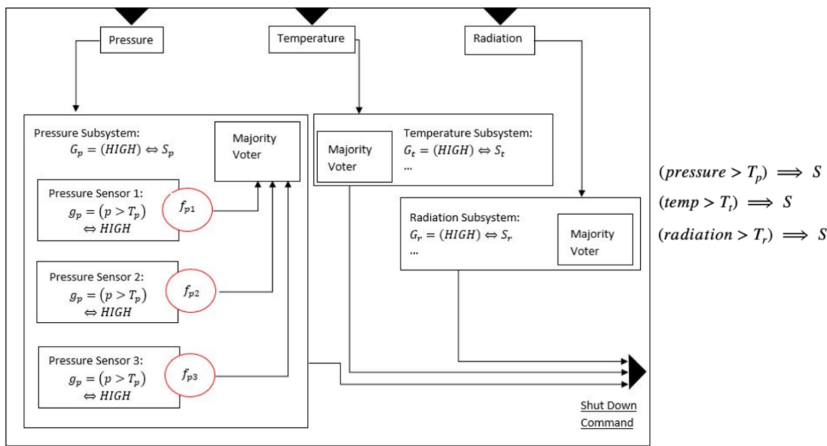 Pressure
Temperature
Radiation
Pressure Subsystem:
G_p = (HIGH) ⇔ S_p
Majority
Voter
Pressure Sensor 1:
g_p = (p > T_p)
⇔ HIGH
f_p1
Pressure Sensor 2:
g_p = (p > T_p)
⇔ HIGH
f_p2
Pressure Sensor 3:
g_p = (p > T_p)
⇔ HIGH
f_p3
Majority
Voter
Temperature Subsystem:
G_t = (HIGH) ⇔ S_t
...
Radiation Subsystem:
G_r = (HIGH) ⇔ S_r
...
Majority
Voter
Shut Down
Command
(pressure > T_p) ⟹ S
(temp > T_t) ⟹ S
(radiation > T_r) ⟹ S